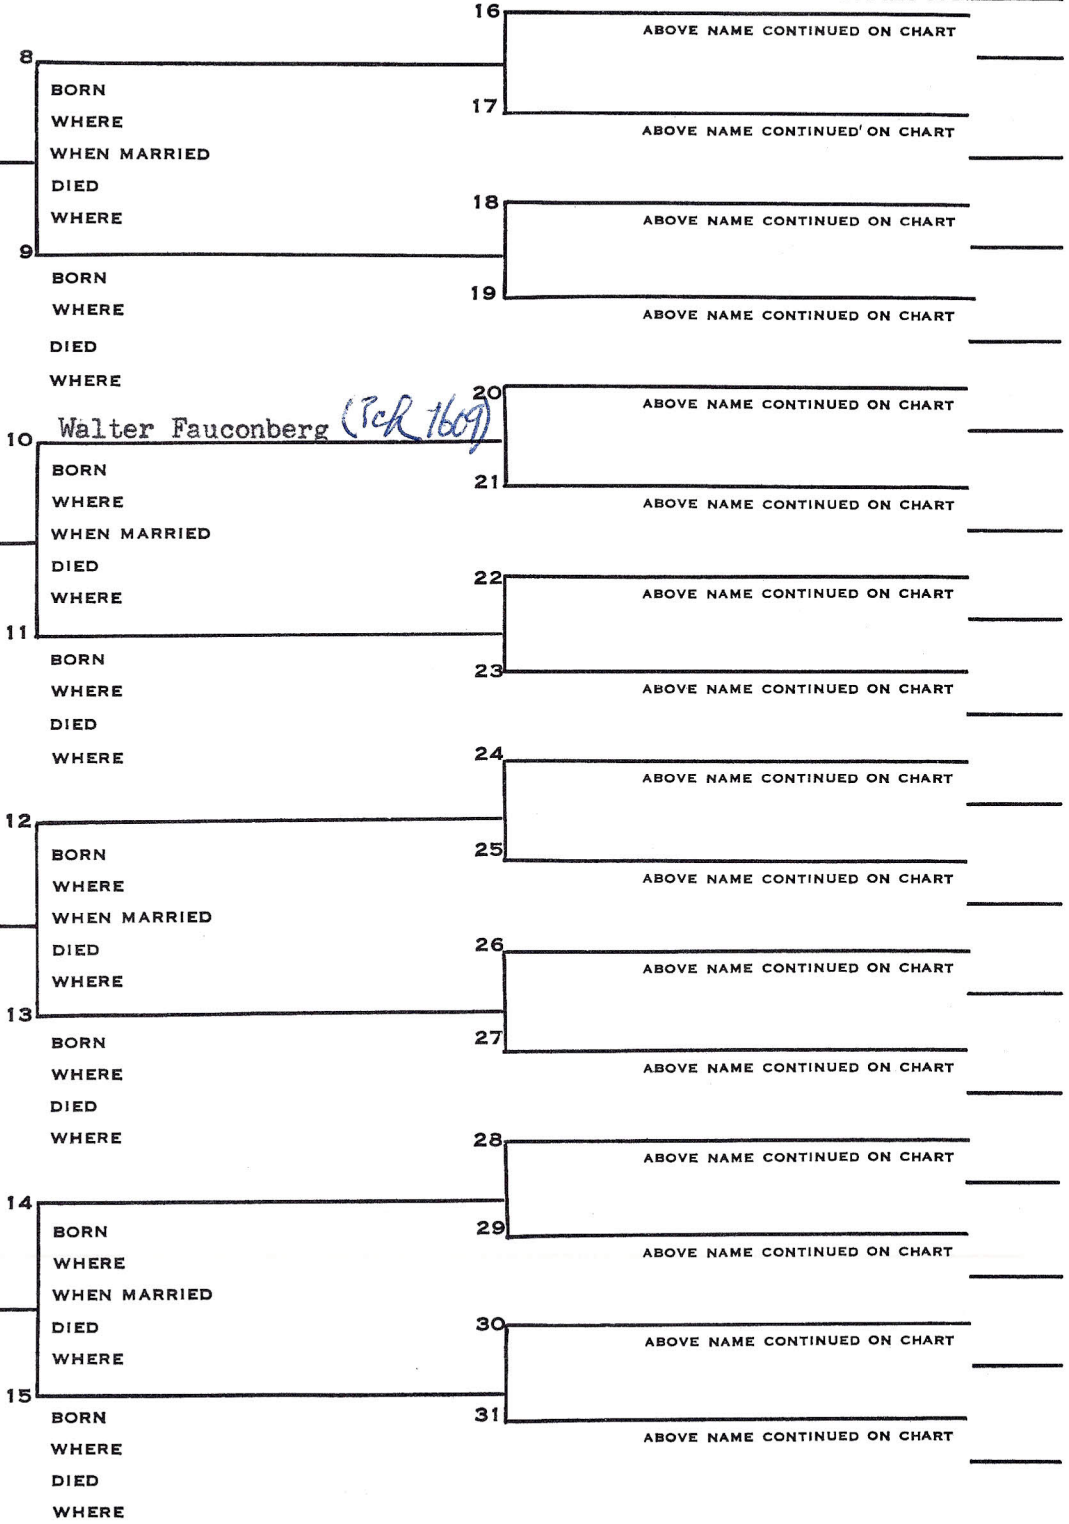 16
ABOVE NAME CONTINUED ON CHART
8
BORN
WHERE
WHEN MARRIED
DIED
WHERE
17
ABOVE NAME CONTINUED ON CHART
18
ABOVE NAME CONTINUED ON CHART
9
BORN
WHERE
DIED
WHERE
19
ABOVE NAME CONTINUED ON CHART
20
ABOVE NAME CONTINUED ON CHART
10 Walter Fauconberg 1609)
BORN
WHERE
WHEN MARRIED
DIED
WHERE
21
ABOVE NAME CONTINUED ON CHART
22
ABOVE NAME CONTINUED ON CHART
11
BORN
WHERE
DIED
WHERE
23
ABOVE NAME CONTINUED ON CHART
24
ABOVE NAME CONTINUED ON CHART
12
BORN
WHERE
WHEN MARRIED
DIED
WHERE
25
ABOVE NAME CONTINUED ON CHART
26
ABOVE NAME CONTINUED ON CHART
13
BORN
WHERE
DIED
WHERE
27
ABOVE NAME CONTINUED ON CHART
28
ABOVE NAME CONTINUED ON CHART
14
BORN
WHERE
WHEN MARRIED
DIED
WHERE
29
ABOVE NAME CONTINUED ON CHART
30
ABOVE NAME CONTINUED ON CHART
15
BORN
WHERE
DIED
WHERE
31
ABOVE NAME CONTINUED ON CHART